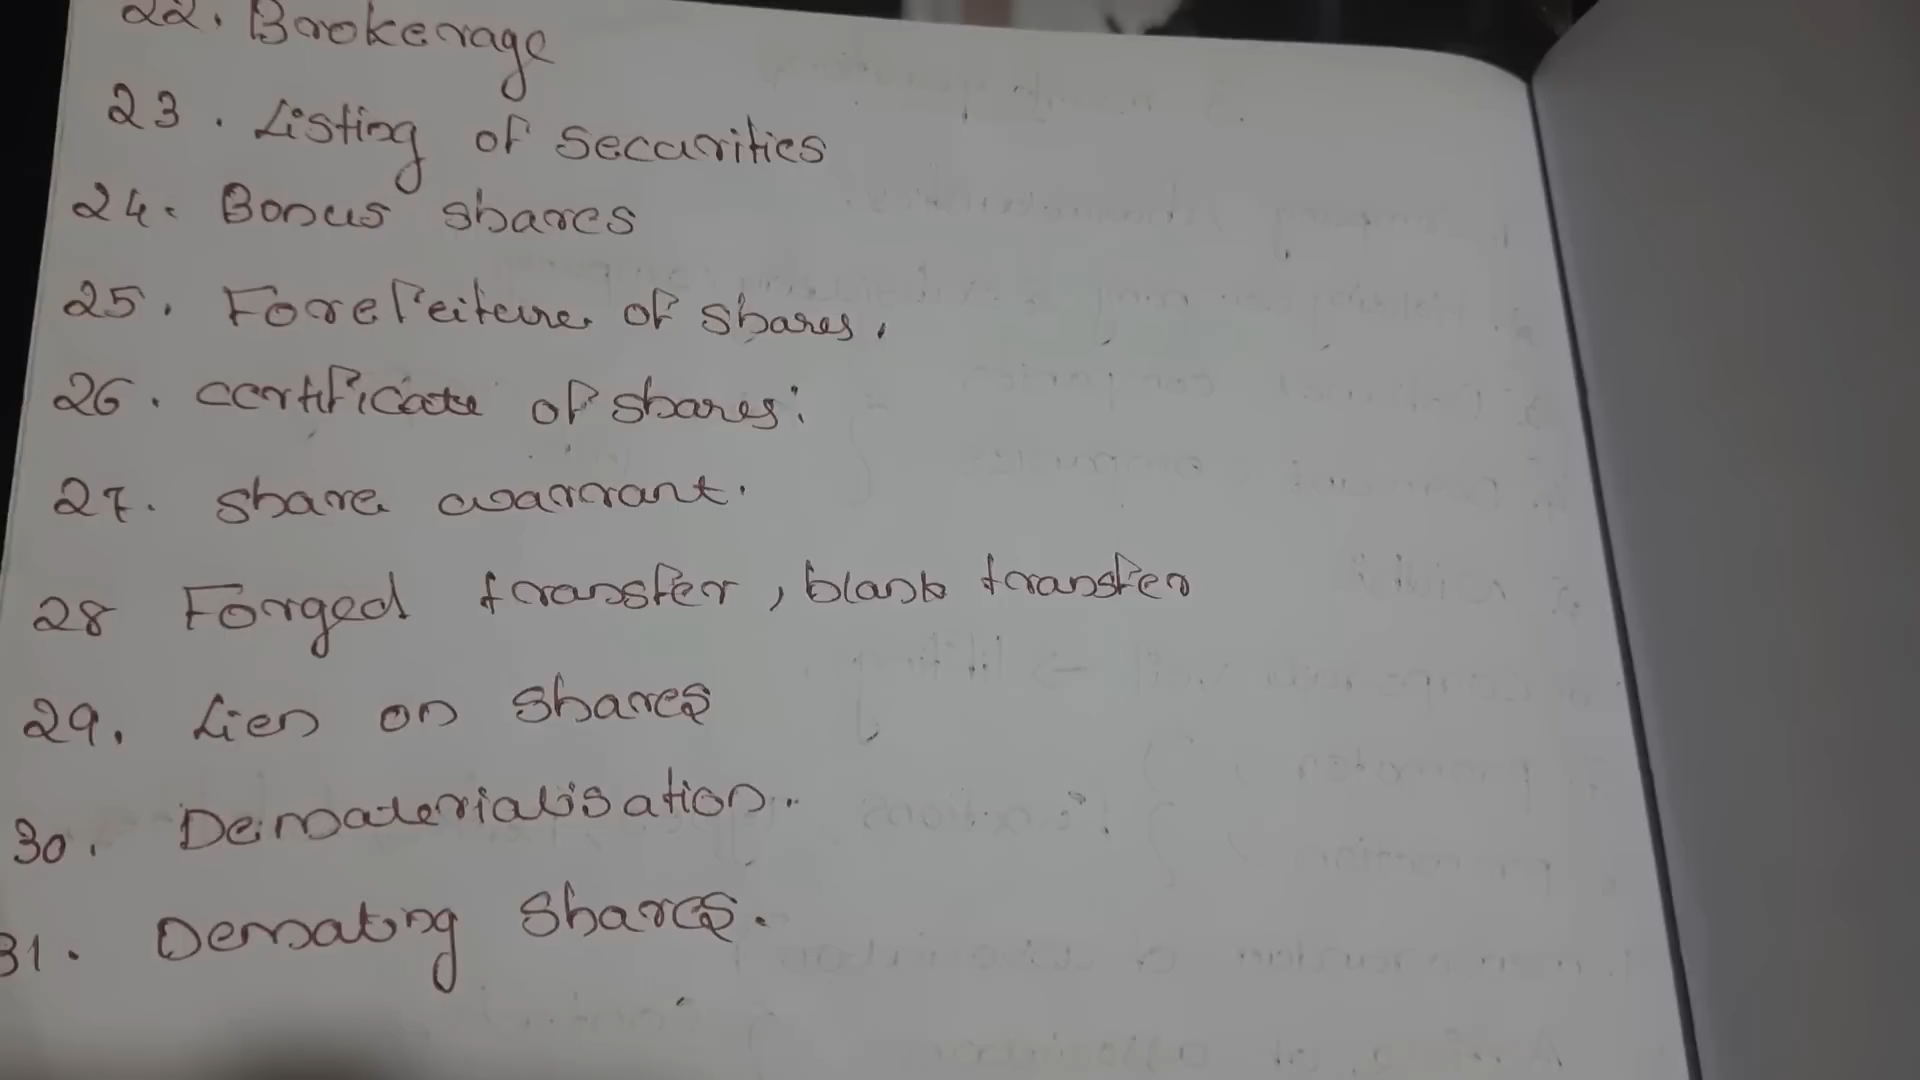 22. Brokerage
23. Listing of securities
24. Bonus shares
25. Forefeiture of shares.
26. certificate of shares:
27. share warrant.
28 Forged transfer, blank transfer
29. Lien on shares
30. Dematerialisation.
31. Demating shares.